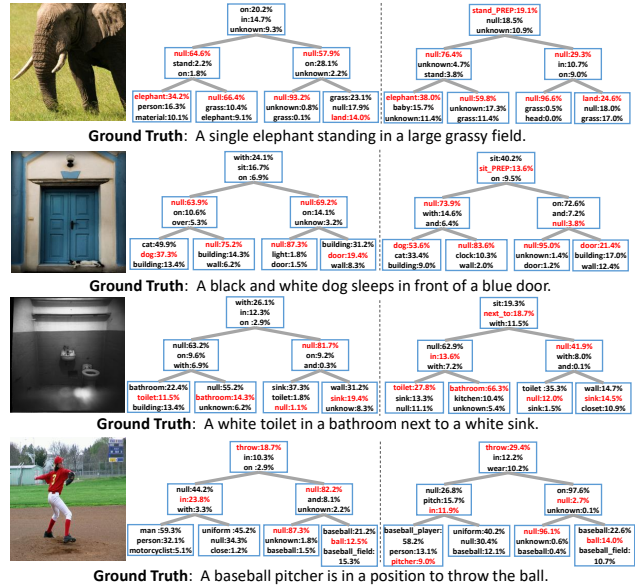 on:20.2%
in:14.7%
unknown:9.3%
null:64.6%
stand:2.2%
on:1.8%
null:57.9%
on:28.1%
unknown:2.2%
elephant:34.2%
person:16.3%
material:10.1%
null:66.4%
grass:10.4%
elephant:9.1%
null:93.2%
unknown:0.8%
grass:0.1%
grass:23.1%
null:17.9%
land:14.0%
stand_PREP:19.1%
null:18.5%
unknown:10.9%
null:76.4%
unknown:4.7%
stand:3.8%
null:29.3%
in:10.7%
on:9.0%
elephant:38.0%
baby:15.7%
unknown:11.4%
null:59.8%
unknown:17.3%
grass:11.4%
null:96.6%
grass:0.5%
head:0.0%
land:24.6%
null:18.0%
grass:17.0%
Ground Truth: A single elephant standing in a large grassy field.
with:24.1%
sit:16.7%
on :6.9%
null:63.9%
on:10.6%
over:5.3%
null:69.2%
on:14.1%
unknow:3.2%
cat:49.9%
dog:37.3%
building:13.4%
null:75.2%
building:14.3%
wall:6.2%
null:87.3%
light:1.8%
door:1.5%
building:31.2%
door:19.4%
wall:8.3%
sit:40.2%
sit_PREP:13.6%
on :9.5%
null:73.9%
with:14.6%
and:6.4%
on:72.6%
and:7.2%
null:3.8%
dog:53.6%
cat:33.4%
building:9.0%
null:83.6%
clock:10.3%
wall:2.0%
null:95.0%
unknown:1.4%
door:1.2%
door:21.4%
building:17.0%
wall:12.4%
Ground Truth: A black and white dog sleeps in front of a blue door.
with:26.1%
in:12.3%
on :2.9%
null:63.2%
on:9.6%
with:6.9%
null:81.7%
on:9.2%
and:0.3%
bathroom:22.4%
toilet:11.5%
building:13.4%
null:55.2%
bathroom:14.3%
unknown:6.2%
sink:37.3%
toilet:1.8%
null:1.1%
wall:31.2%
sink:19.4%
unknow:8.3%
sit:19.3%
next_to:18.7%
with:11.5%
null:62.9%
in:13.6%
with:7.2%
null:41.9%
with:8.0%
and:0.1%
toilet:27.8%
sink:13.3%
null:11.1%
bathroom:66.3%
kitchen:10.4%
unknown:5.4%
toilet :35.3%
null:12.0%
sink:1.5%
wall:14.7%
sink:14.5%
closet:10.9%
Ground Truth: A white toilet in a bathroom next to a white sink.
throw:18.7%
in:10.3%
on :2.9%
null:44.2%
in:23.8%
with:3.3%
null:82.2%
and:8.1%
unknown:2.2%
man :59.3%
person:32.1%
motorcyclist:5.1%
uniform :45.2%
null:34.3%
close:1.2%
null:87.3%
unknown:1.8%
baseball:1.5%
baseball:21.2%
ball:12.5%
baseball_field:
15.3%
throw:29.4%
in:12.2%
wear:10.2%
null:26.8%
pitch:15.7%
in:11.9%
on:97.6%
null:2.7%
unknown:0.1%
baseball_player:
58.2%
person:13.1%
pitcher:9.0%
uniform:40.2%
null:30.4%
baseball:12.1%
null:96.1%
unknown:0.6%
baseball:0.4%
baseball:22.6%
ball:14.0%
baseball_field:
10.7%
Ground Truth: A baseball pitcher is in a position to throw the ball.